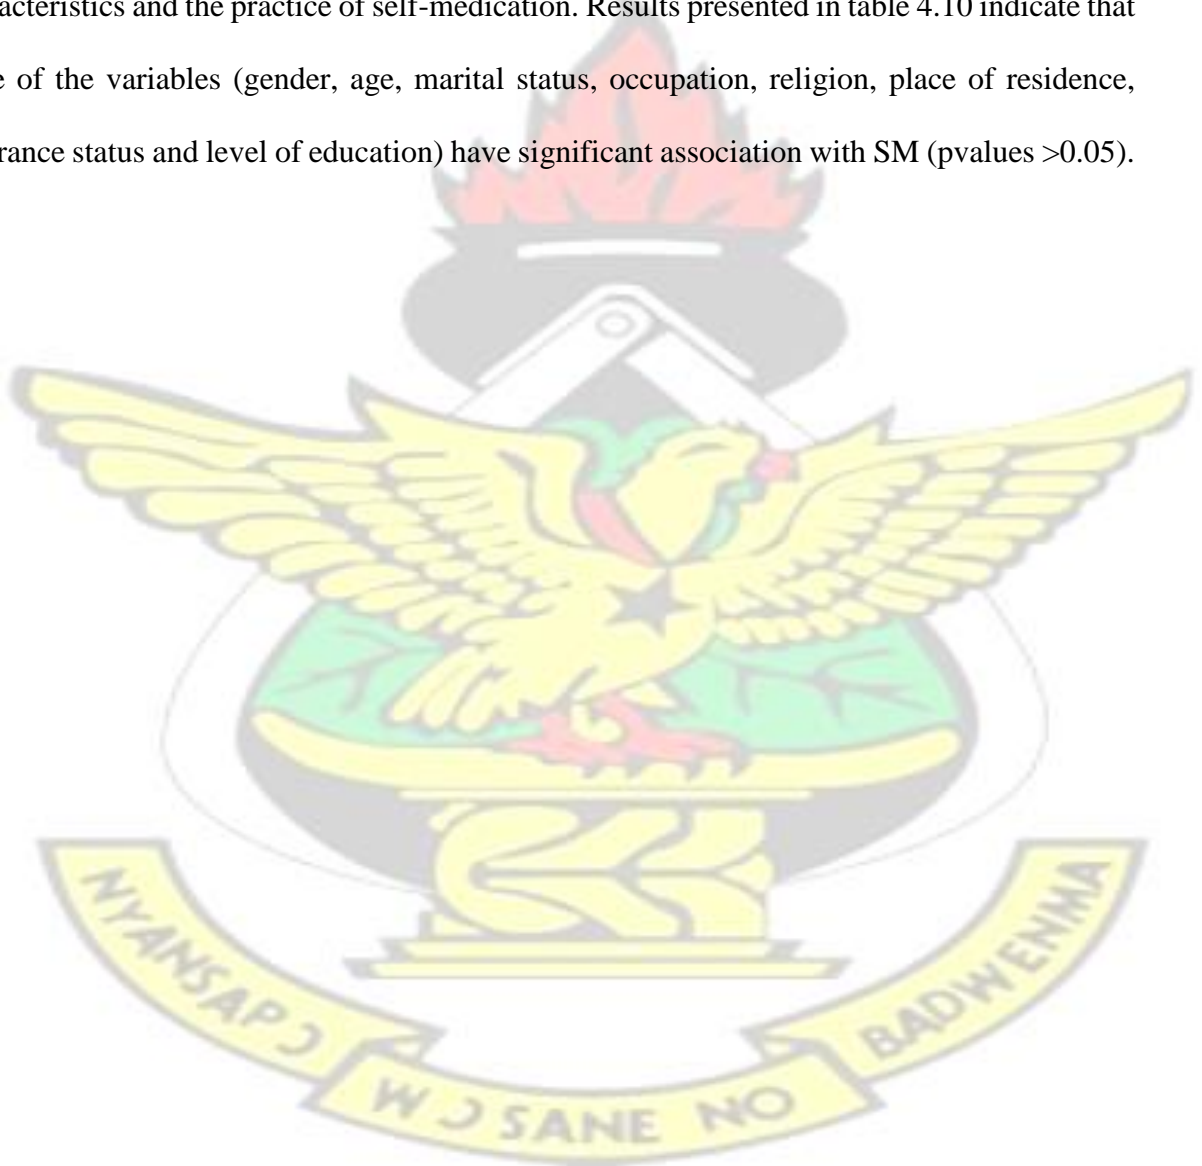 acteristics and the practice of self-medication. Results presented in table 4.10 indicate that
e of the variables (gender, age, marital status, occupation, religion, place of residence,
rance status and level of education) have significant association with SM (pvalues >0.05).
NYANSAPƆ
WƆSANE NO
BADWENMA